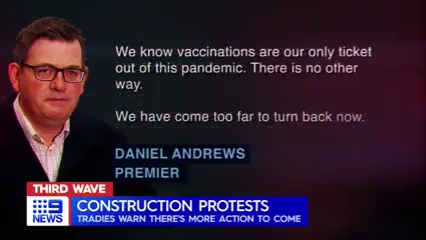 We know vaccinations are our only ticket
out of this pandemic. There is no other
way.
We have come too far to turn back now.
DANIEL ANDREWS
PREMIER
THIRD WAVE
9
NEWS
CONSTRUCTION PROTESTS
TRADIES WARN THERE'S MORE ACTION TO COME